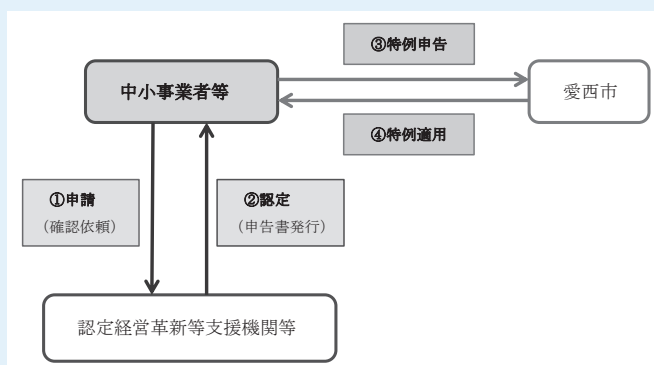 ③特例申告
中小事業者等
愛西市
④特例適用
①申請
（確認依頼）
②認定
（申告書発行）
認定経営革新等支援機関等